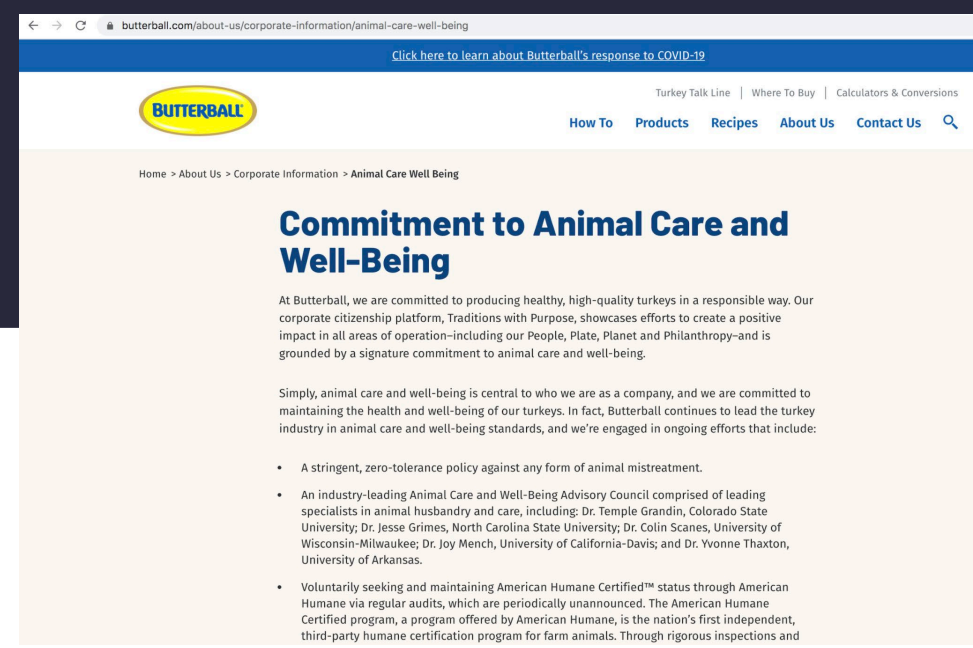 butterball.com/about-us/corporate-information/animal-care-well-being
Click here to learn about Butterball's response to COVID-19
Turkey Talk Line | Where To Buy | Calculators & Conversions
BUTTERBALL®
How To Products Recipes About Us Contact Us
Home > About Us > Corporate Information > Animal Care Well Being
Commitment to Animal Care and
Well-Being
At Butterball, we are committed to producing healthy, high-quality turkeys in a responsible way. Our
corporate citizenship platform, Traditions with Purpose, showcases efforts to create a positive
impact in all areas of operation–including our People, Plate, Planet and Philanthropy–and is
grounded by a signature commitment to animal care and well-being.
Simply, animal care and well-being is central to who we are as a company, and we are committed to
maintaining the health and well-being of our turkeys. In fact, Butterball continues to lead the turkey
industry in animal care and well-being standards, and we're engaged in ongoing efforts that include:
• A stringent, zero-tolerance policy against any form of animal mistreatment.
• An industry-leading Animal Care and Well-Being Advisory Council comprised of leading
specialists in animal husbandry and care, including: Dr. Temple Grandin, Colorado State
University; Dr. Jesse Grimes, North Carolina State University; Dr. Colin Scanes, University of
Wisconsin-Milwaukee; Dr. Joy Mench, University of California-Davis; and Dr. Yvonne Thaxton,
University of Arkansas.
• Voluntarily seeking and maintaining American Humane Certified™ status through American
Humane via regular audits, which are periodically unannounced. The American Humane
Certified program, a program offered by American Humane, is the nation's first independent,
third-party humane certification program for farm animals. Through rigorous inspections and